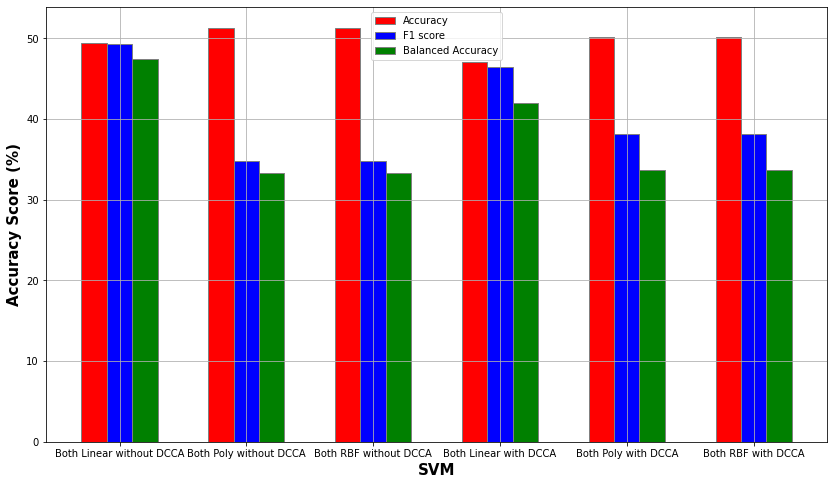 Accuracy
F1 score
Balanced Accuracy
Accuracy Score (%)
50
40
30
20
10
0
Both Linear without DCCA Both Poly without DCCA Both RBF without DCCA Both Linear with DCCA Both Poly with DCCA Both RBF with DCCA
SVM